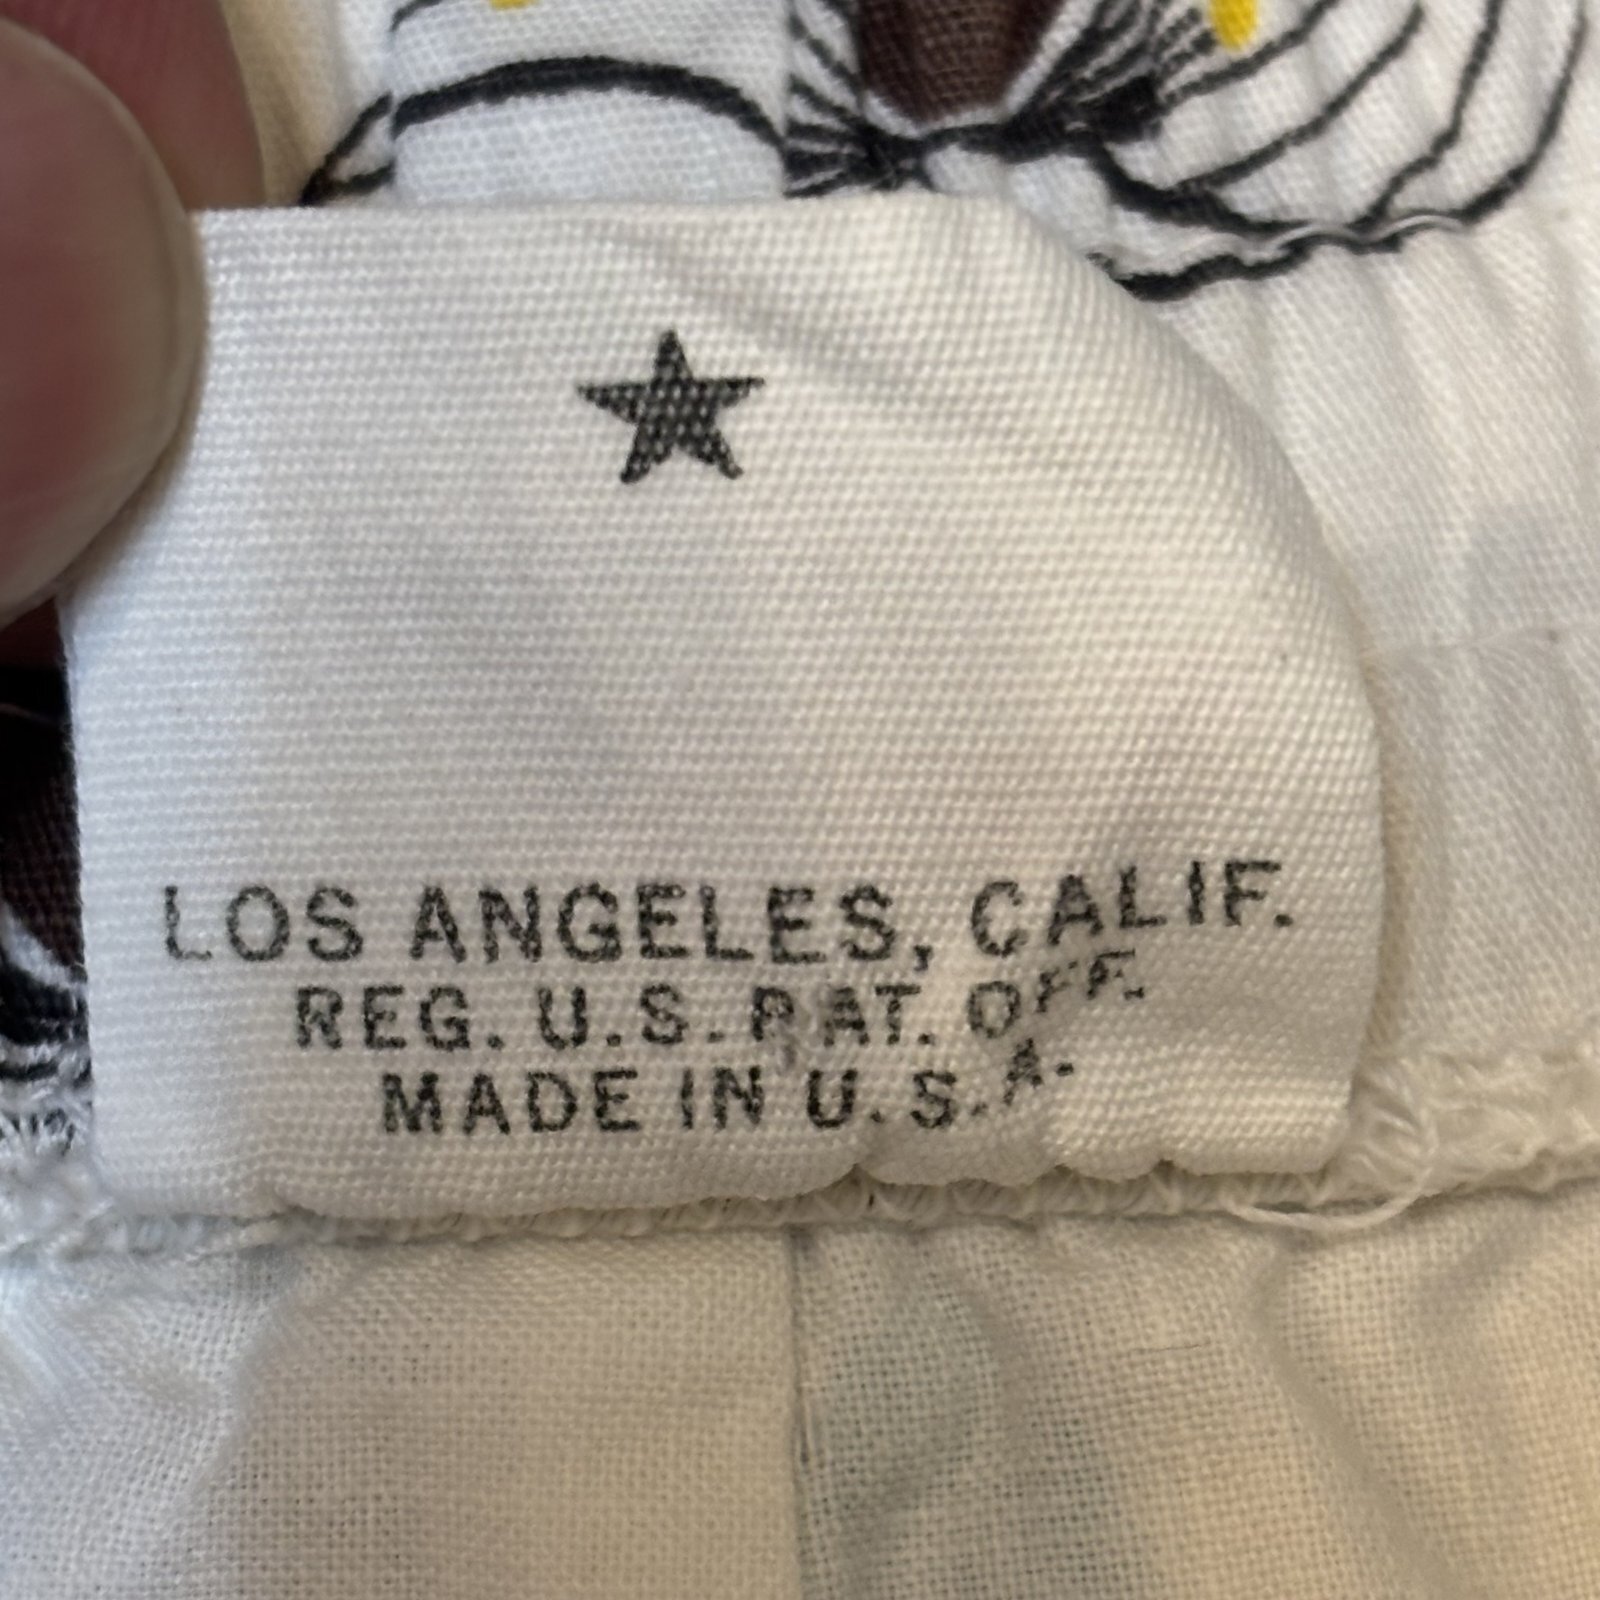 LOS ANGELES, CALIF.
REG. U.S. PAT. OFF.
MADE IN U.S.A.